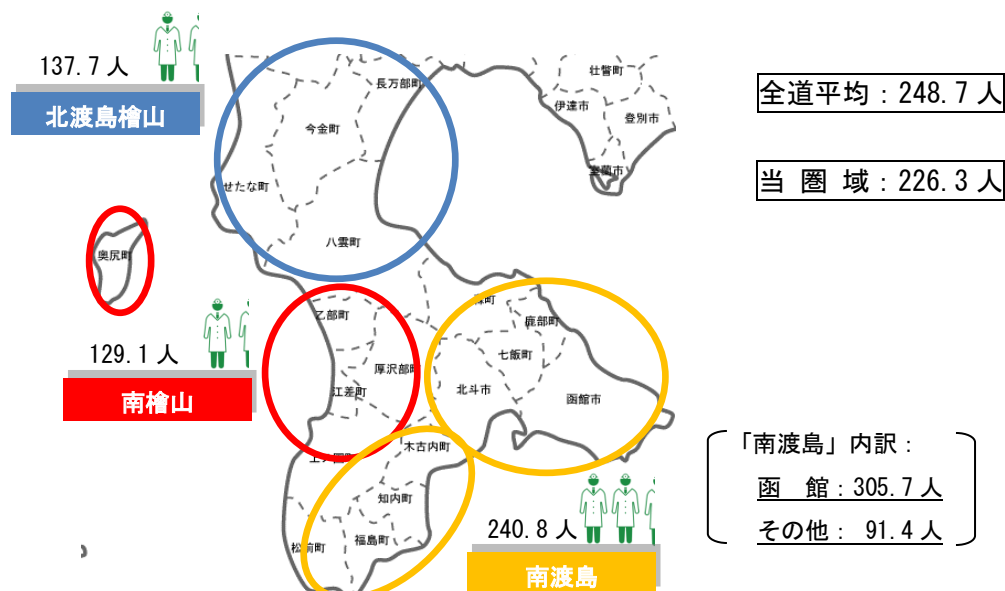 137.7 人
北渡島檜山
長万部町
今金町
せたな町
八雲町
壮瞥町
伊達市
登別市
室蘭市
全道平均：248.7 人
当 圏 域：226.3 人
奥尻町
129.1 人
南檜山
乙部町
厚沢部町
江差町
森町
鹿部町
七飯町
北斗市
函館市
木古内町
知内町
福島町
松前町
240.8 人
南渡島
「南渡島」内訳：
函　館：305.7 人
その他： 91.4 人